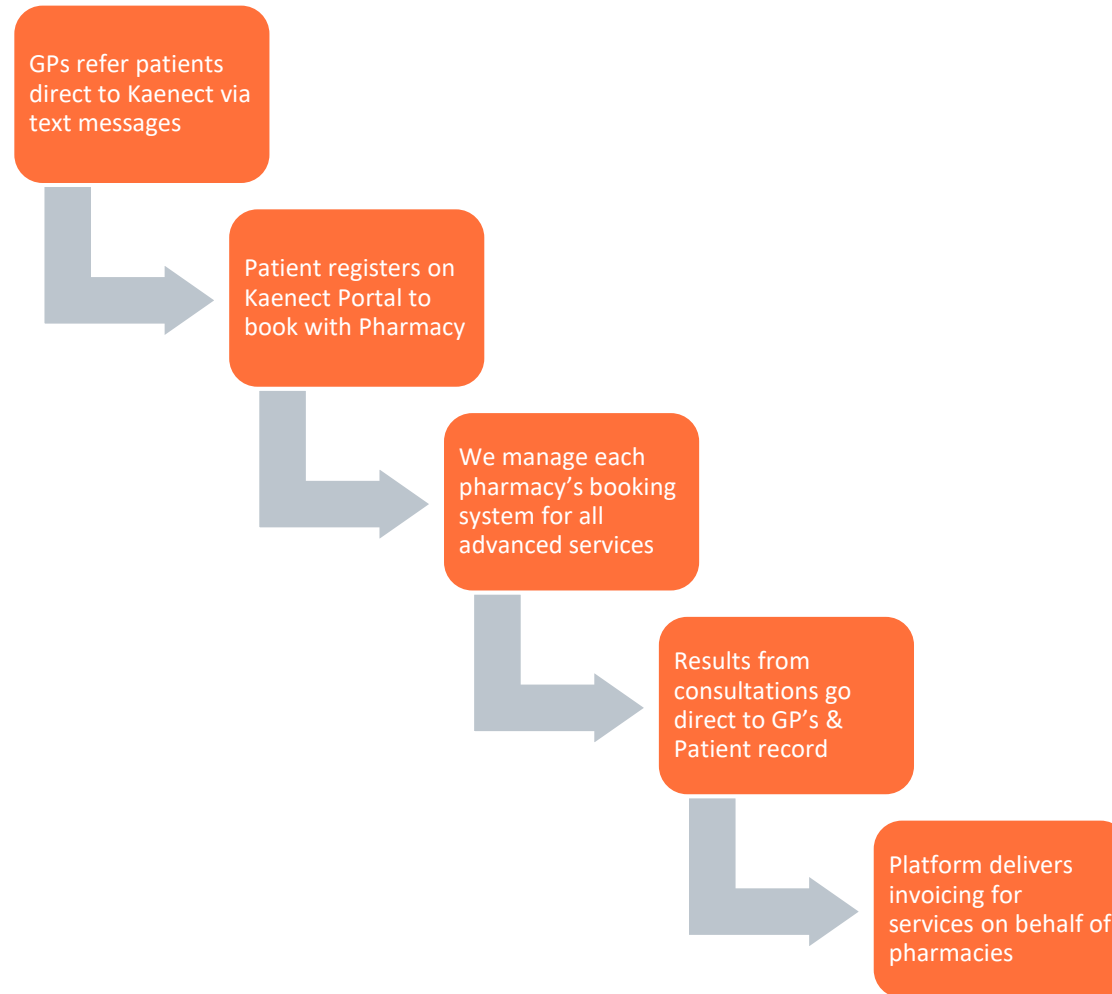 GPs refer patients
direct to Kaenect via
text messages
Patient registers on
Kaenect Portal to
book with Pharmacy
We manage each
pharmacy’s booking
system for all
advanced services
Results from
consultations go
direct to GP’s &
Patient record
Platform delivers
invoicing for
services on behalf of
pharmacies